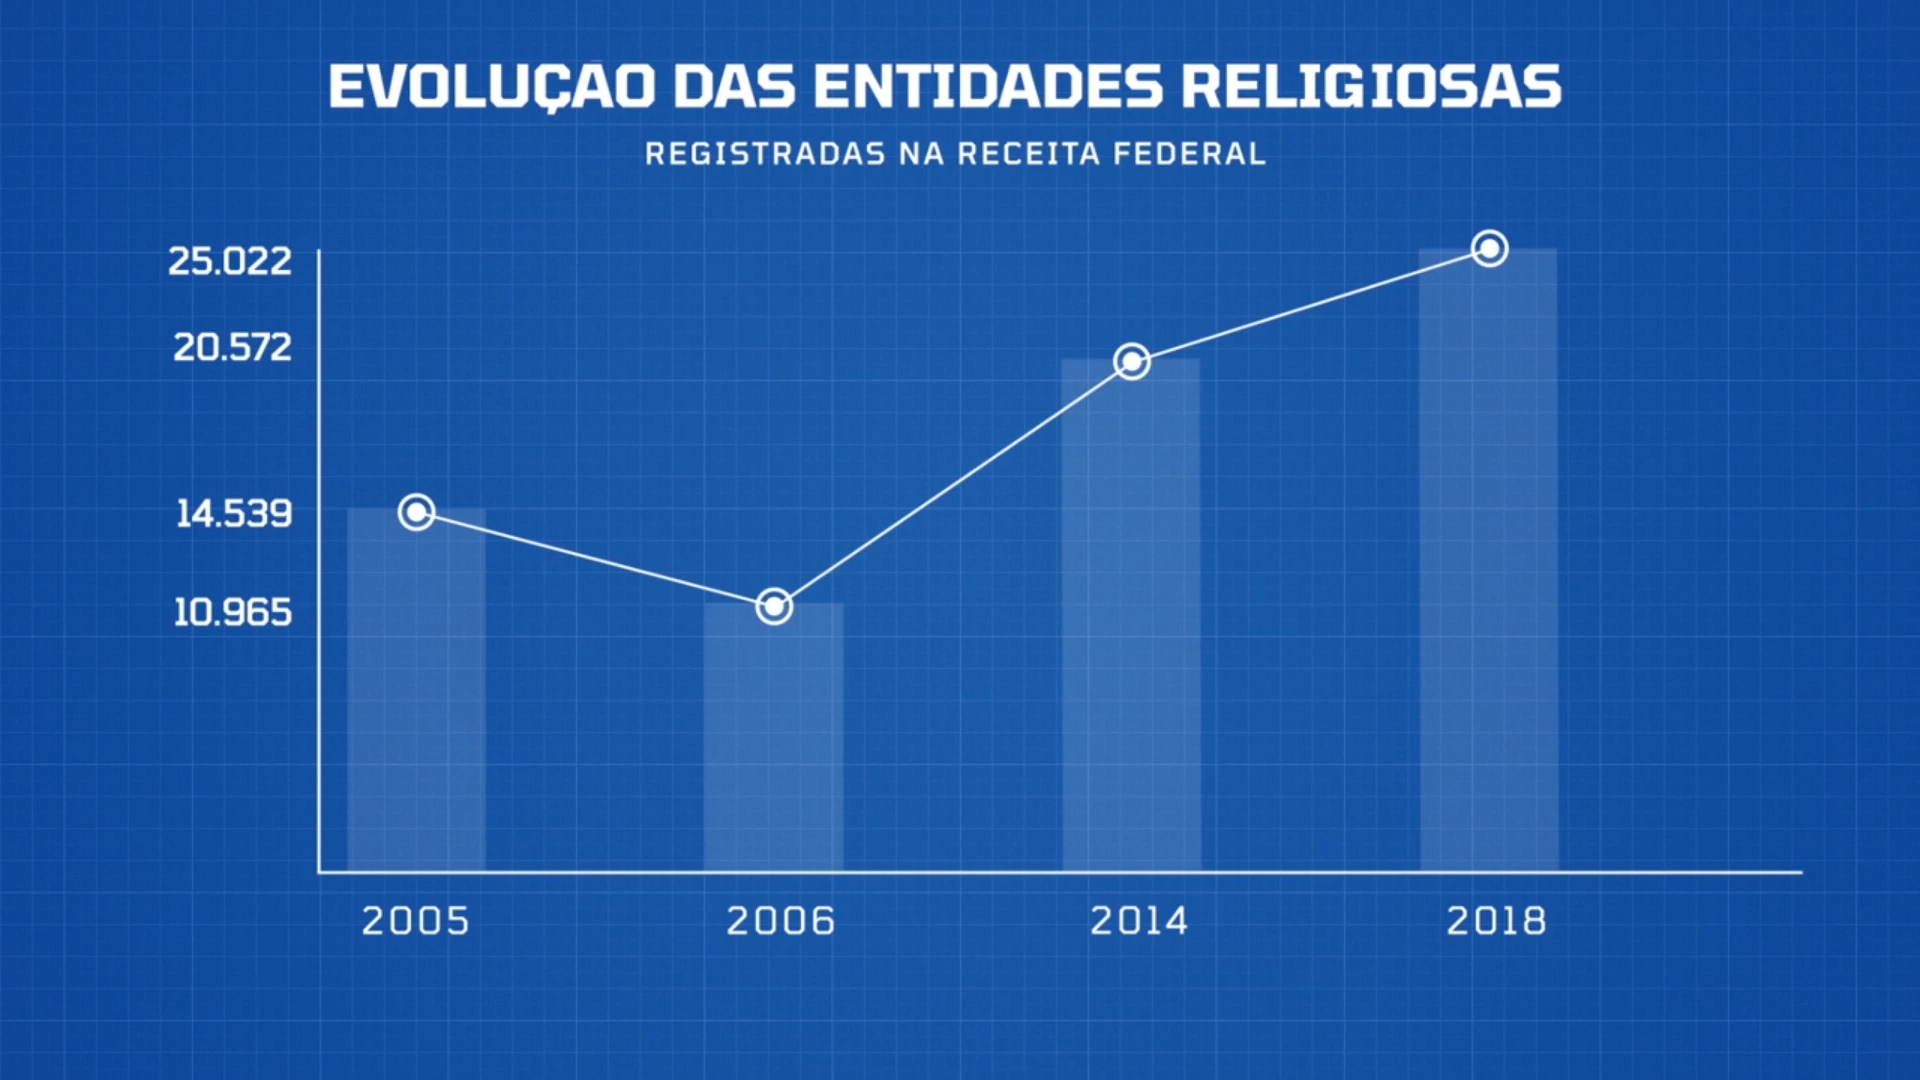 EVOLUÇAO DAS ENTIDADES RELIGIOSAS
REGISTRADAS NA RECEITA FEDERAL
25.022
20.572
14.539
10.965
2005 2006 2014 2018